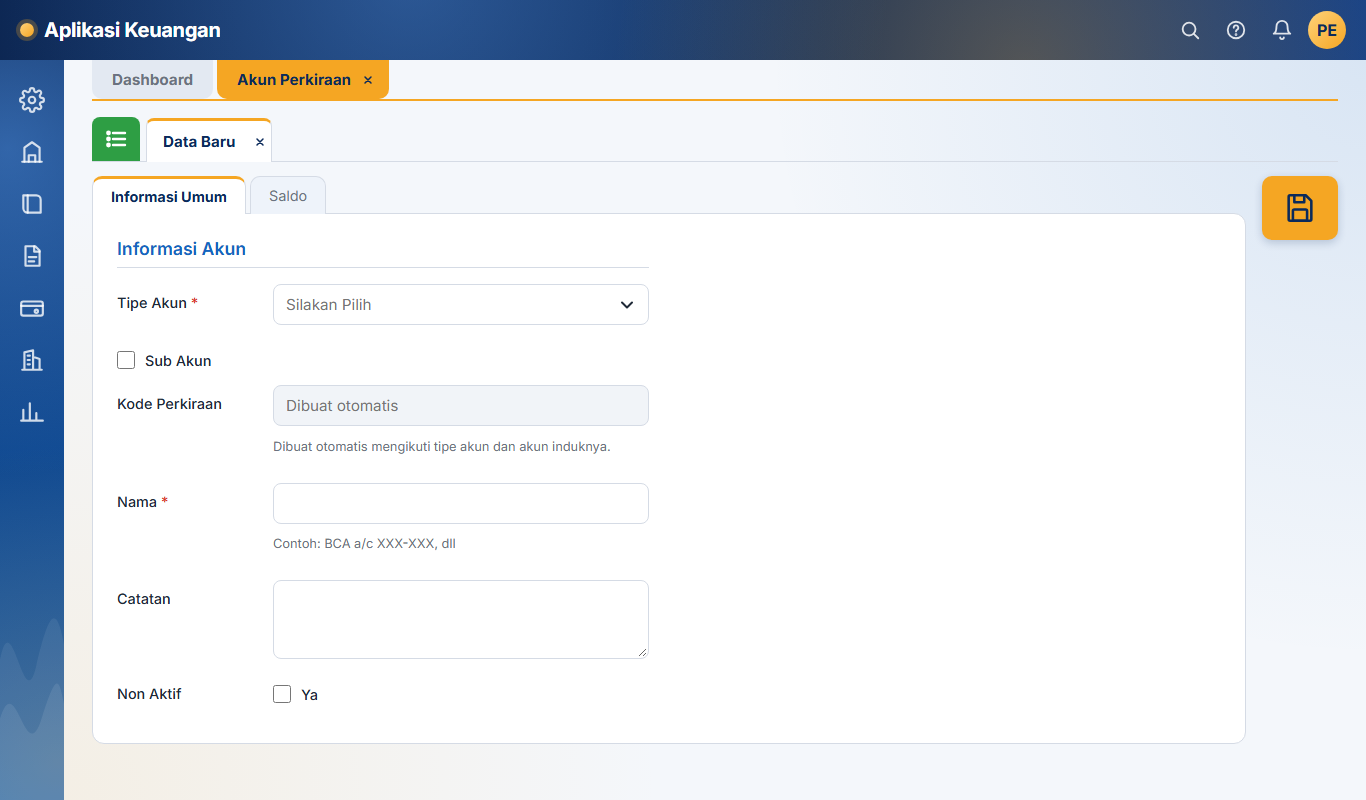 Aplikasi Keuangan
PE
Dashboard
Akun Perkiraan ×
Data Baru ×
Informasi Umum
Saldo
Informasi Akun
Tipe Akun *
Silakan Pilih
Sub Akun
Kode Perkiraan
Dibuat otomatis
Dibuat otomatis mengikuti tipe akun dan akun induknya.
Nama *
Contoh: BCA a/c XXX-XXX, dll
Catatan
Non Aktif
Ya